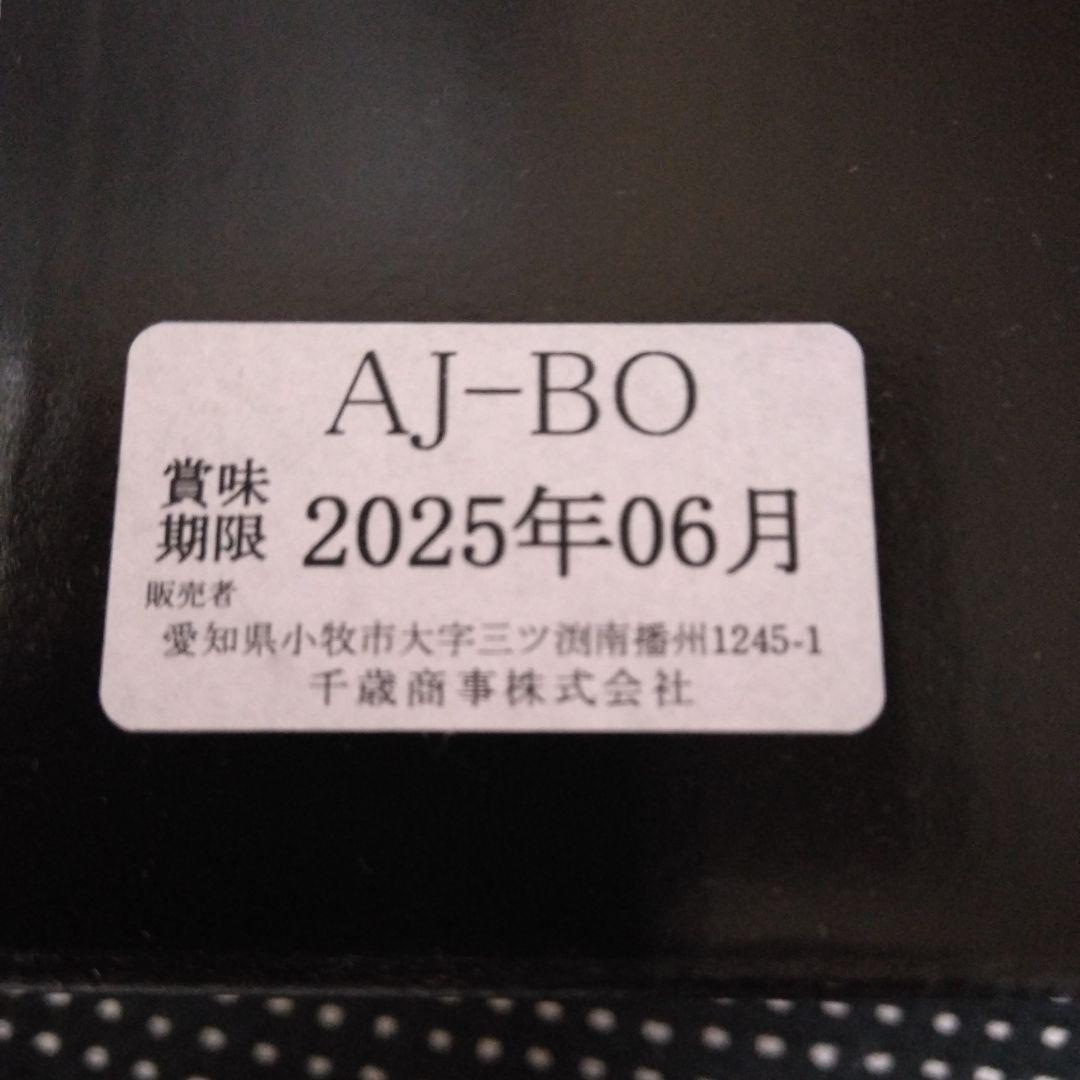 AJ-BO
賞味期限 2025年06月
販売者
愛知県小牧市大字三ツ渕南播州1245-1
千歳商事株式会社